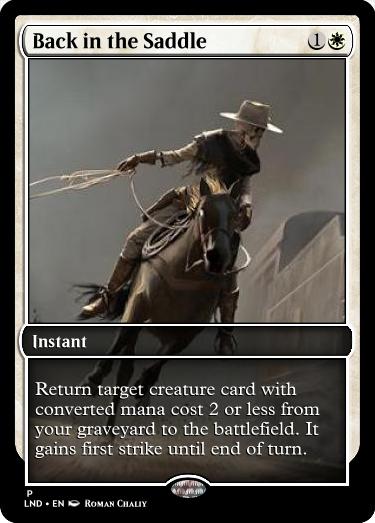 Back in the Saddle 1
Instant
Return target creature card with
converted mana cost 2 or less from
your graveyard to the battlefield. It
gains first strike until end of turn.
P
LND • EN Roman Chaliy